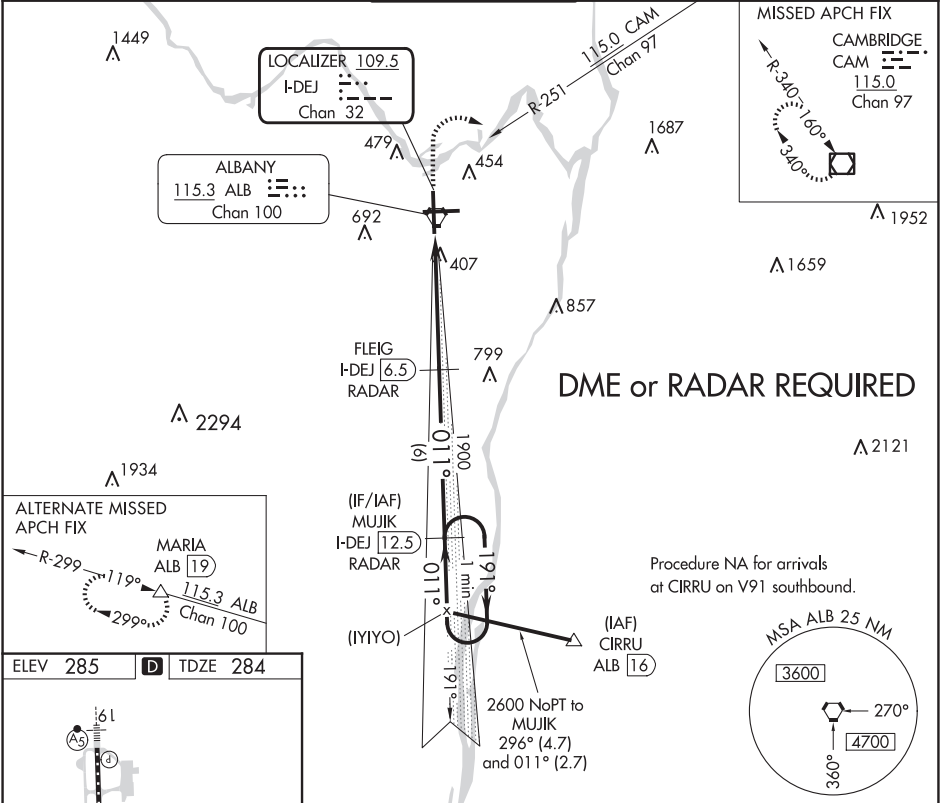 1449
LOCALIZER 109.5
I-DEJ
Chan 32
115.0 CAM
Chan 97
R-251
MISSED APCH FIX
CAMBRIDGE
CAM
115.0
Chan 97
R-340
160°
340°
479
454
1687
ALBANY
115.3 ALB
Chan 100
692
407
1952
1659
857
FLEIG
I-DEJ 6.5
RADAR
799
DME or RADAR REQUIRED
2294
011°
(6)
1900
2121
1934
ALTERNATE MISSED
APCH FIX
R-299
119°
299°
MARIA
ALB 19
115.3 ALB
Chan 100
(IF/IAF)
MUJIK
I-DEJ 12.5
RADAR
011°
1 min
191°
(IYIYO)
191°
(IAF)
CIRRU
ALB 16
2600 NoPT to
MUJIK
296° (4.7)
and 011° (2.7)
Procedure NA for arrivals
at CIRRU on V91 southbound.
MSA ALB 25 NM
3600
270°
4700
360°
ELEV 285
D
TDZE 284
19
A5
P